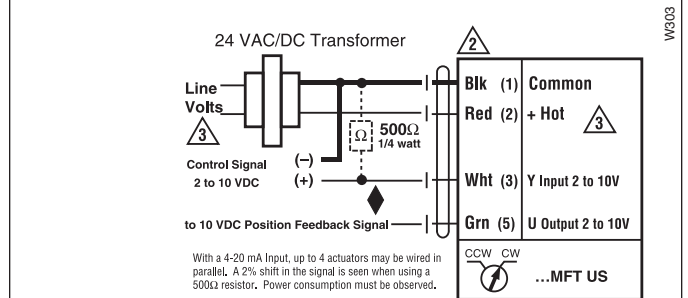 W303
24 VAC/DC Transformer
2
Line
Volts
3
Blk (1) Common
Red (2) + Hot 3
Ω 500Ω
1/4 watt
Control Signal (–)
2 to 10 VDC (+)
Wht (3) Y Input 2 to 10V
to 10 VDC Position Feedback Signal
Grn (5) U Output 2 to 10V
With a 4-20 mA Input, up to 4 actuators may be wired in
parallel. A 2% shift in the signal is seen when using a
500Ω resistor. Power consumption must be observed.
CCW CW
...MFT US